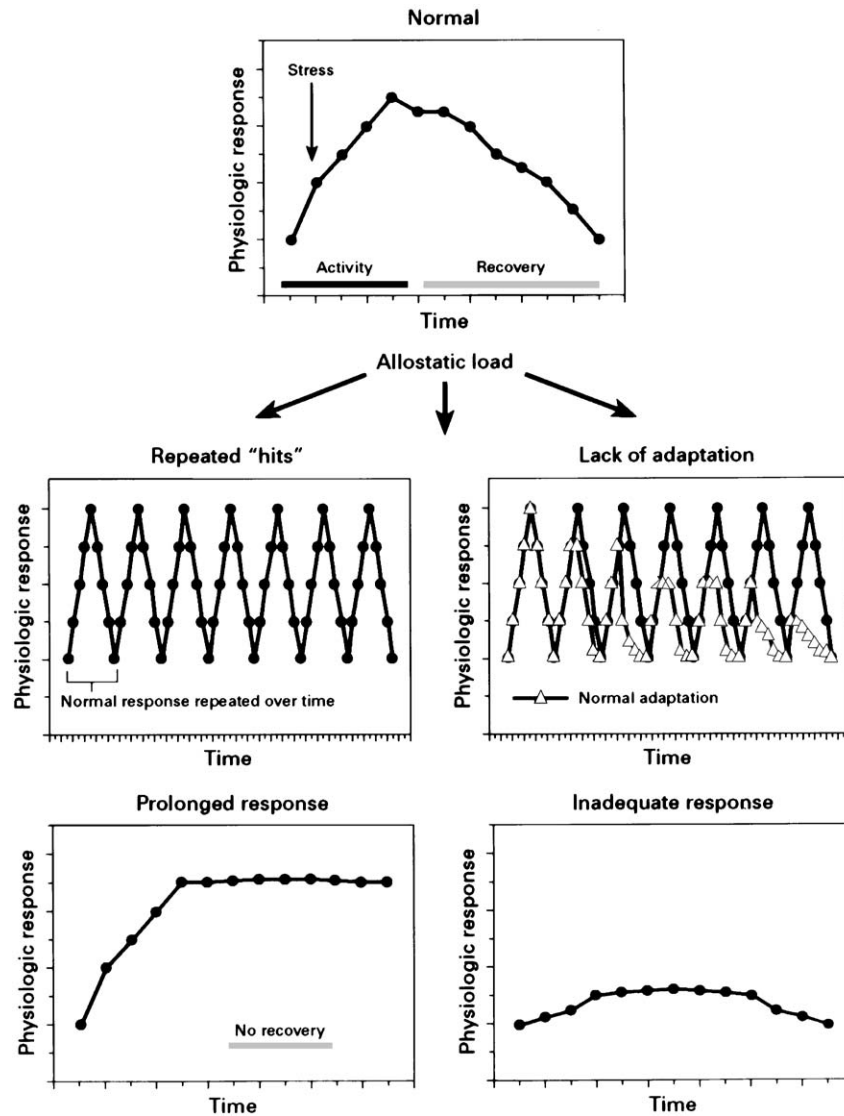 Normal
Stress
Physiologic response
Activity
Recovery
Time
Allostatic load
Repeated "hits"
Physiologic response
Normal response repeated over time
Time
Lack of adaptation
Physiologic response
Normal adaptation
Time
Prolonged response
Physiologic response
No recovery
Time
Inadequate response
Physiologic response
Time